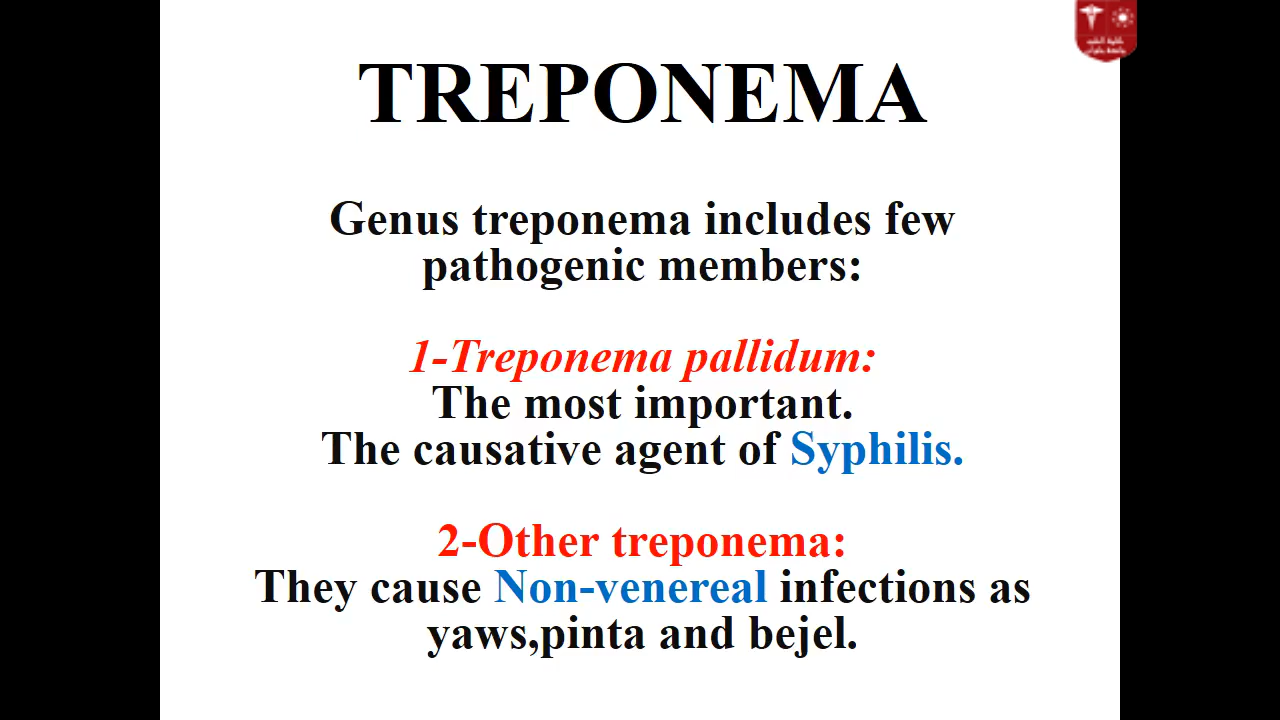 TREPONEMA
Genus treponema includes few
pathogenic members:
1-Treponema pallidum:
The most important.
The causative agent of Syphilis.
2-Other treponema:
They cause Non-venereal infections as
yaws,pinta and bejel.